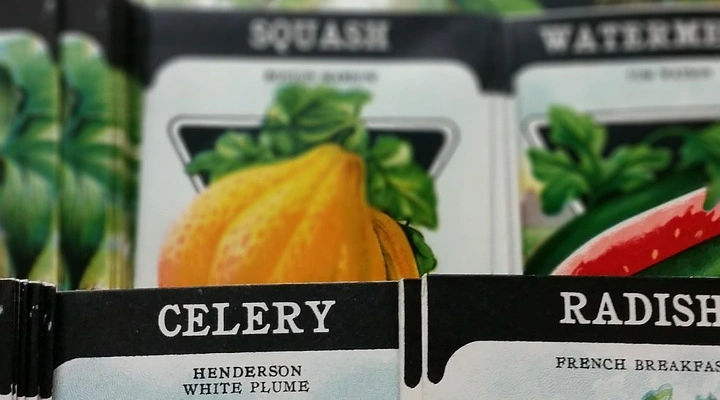 SQUASH
WATERME
CELERY
HENDERSON
WHITE PLUME
RADISH
FRENCH BREAKFAS